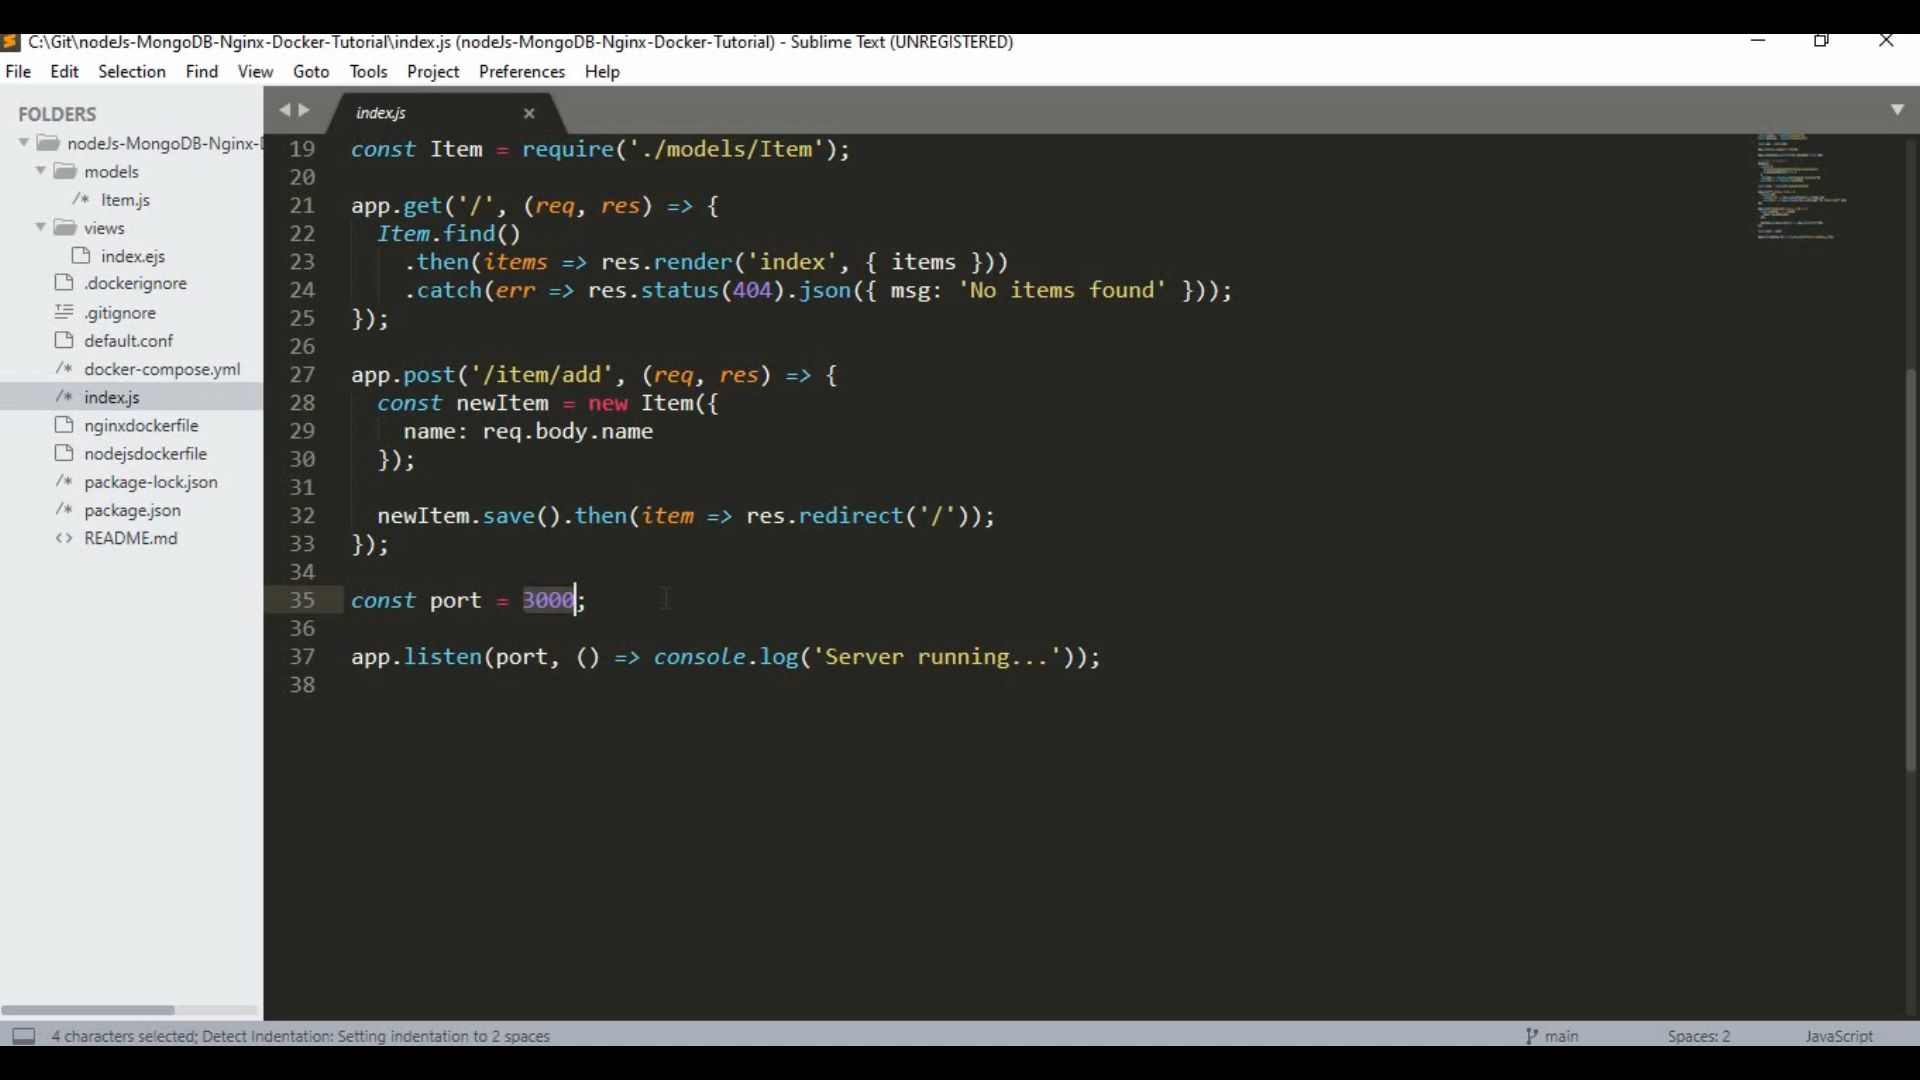 C:\Git\nodeJs-MongoDB-Nginx-Docker-Tutorial\index.js (nodeJs-MongoDB-Nginx-Docker-Tutorial) - Sublime Text (UNREGISTERED)
File Edit Selection Find View Goto Tools Project Preferences Help
FOLDERS
nodeJs-MongoDB-Nginx-
models
/* Item.js
views
index.ejs
.dockerignore
.gitignore
default.conf
/* docker-compose.yml
/* index.js
nginxdockerfile
nodejsdockerfile
/* package-lock.json
/* package.json
<> README.md
index.js
19 const Item = require('./models/Item');
20
21 app.get('/', (req, res) => {
22 Item.find()
23 .then(items => res.render('index', { items }))
24 .catch(err => res.status(404).json({ msg: 'No items found' }));
25 });
26
27 app.post('/item/add', (req, res) => {
28 const newItem = new Item({
29 name: req.body.name
30 });
31
32 newItem.save().then(item => res.redirect('/'));
33 });
34
35 const port = 3000;
36
37 app.listen(port, () => console.log('Server running...'));
38
4 characters selected; Detect Indentation: Setting indentation to 2 spaces
main
Spaces: 2
JavaScript